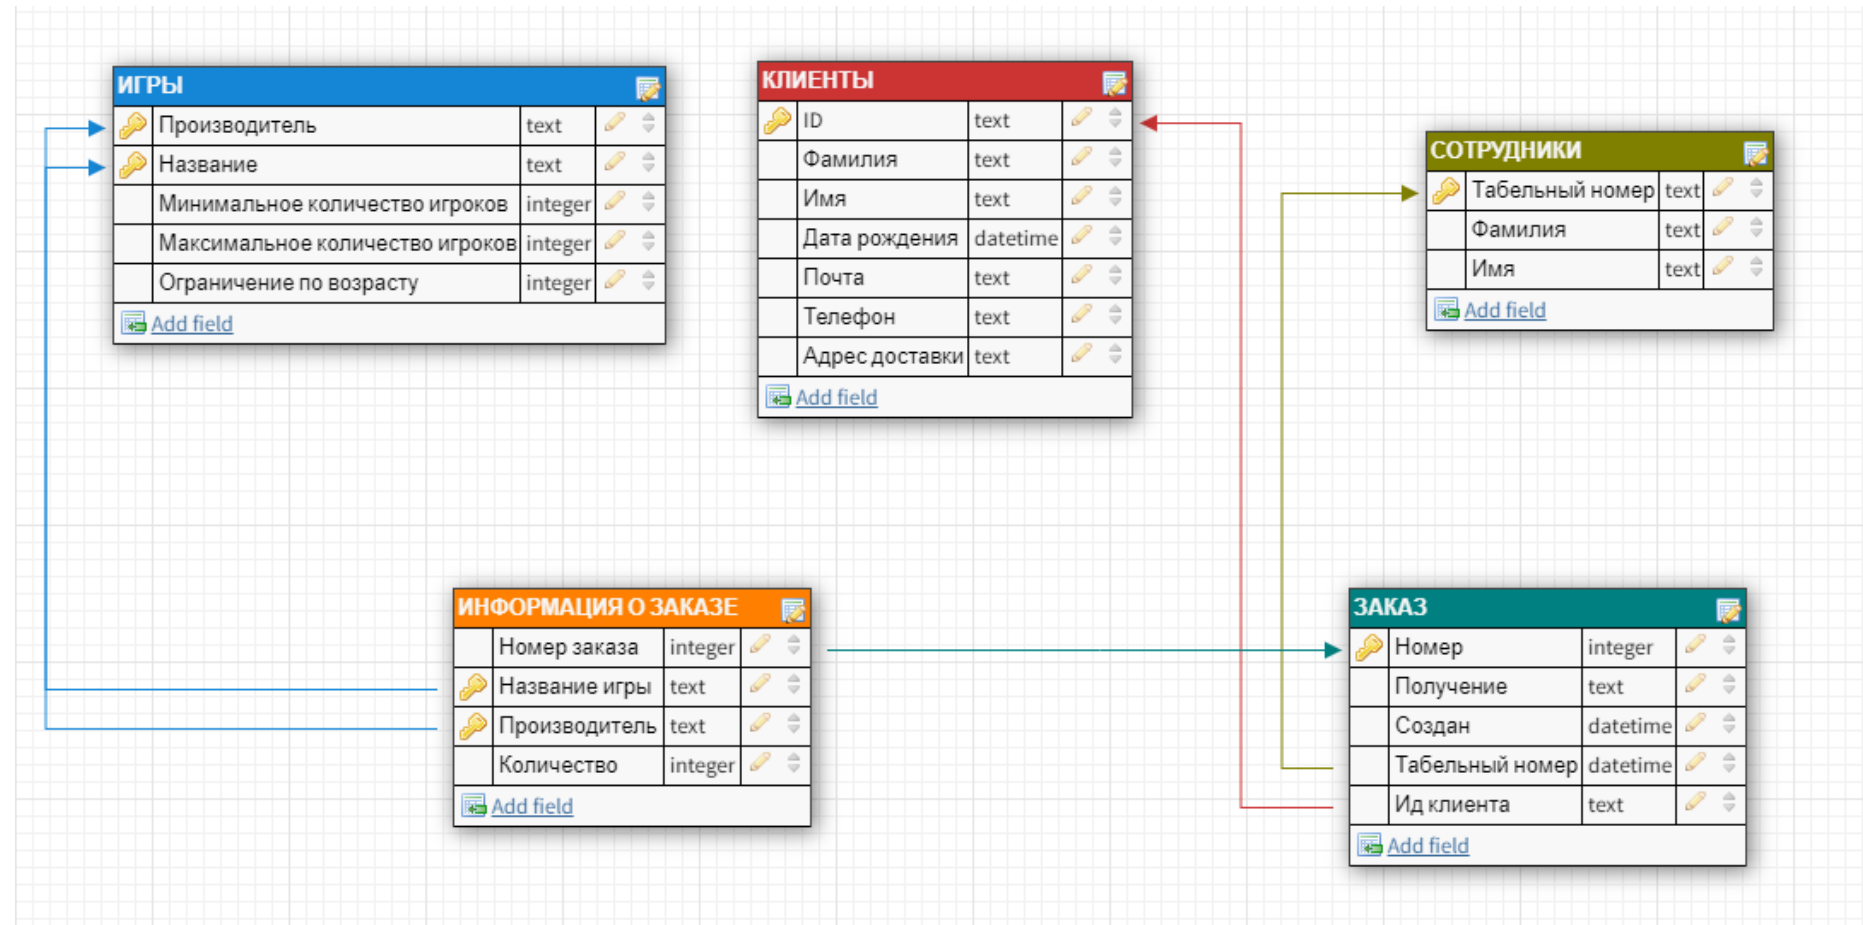 ИГРЫ
Производитель text
Название text
Минимальное количество игроков integer
Максимальное количество игроков integer
Ограничение по возрасту integer
Add field
КЛИЕНТЫ
ID text
Фамилия text
Имя text
Дата рождения datetime
Почта text
Телефон text
Адрес доставки text
Add field
СОТРУДНИКИ
Табельный номер text
Фамилия text
Имя text
Add field
ИНФОРМАЦИЯ О ЗАКАЗЕ
Номер заказа integer
Название игры text
Производитель text
Количество integer
Add field
ЗАКАЗ
Номер integer
Получение text
Создан datetime
Табельный номер datetime
Ид клиента text
Add field